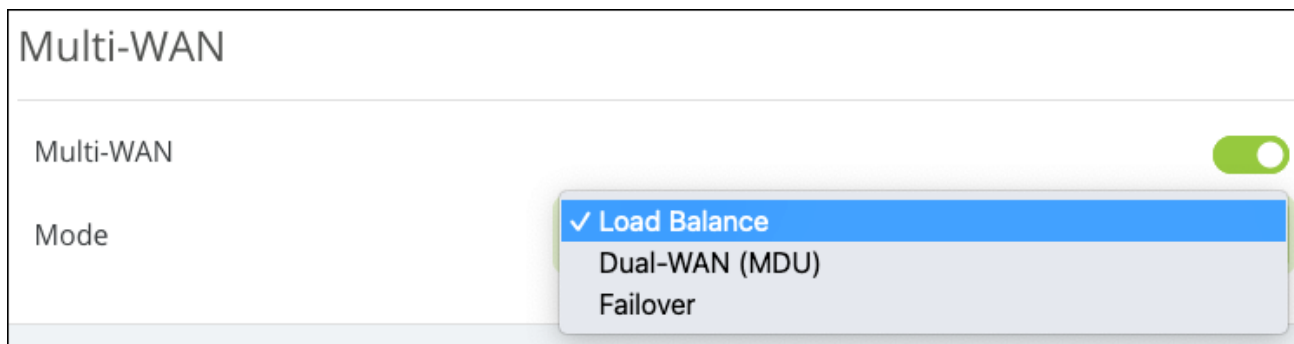 Multi-WAN
Multi-WAN
Mode
✓ Load Balance
Dual-WAN (MDU)
Failover